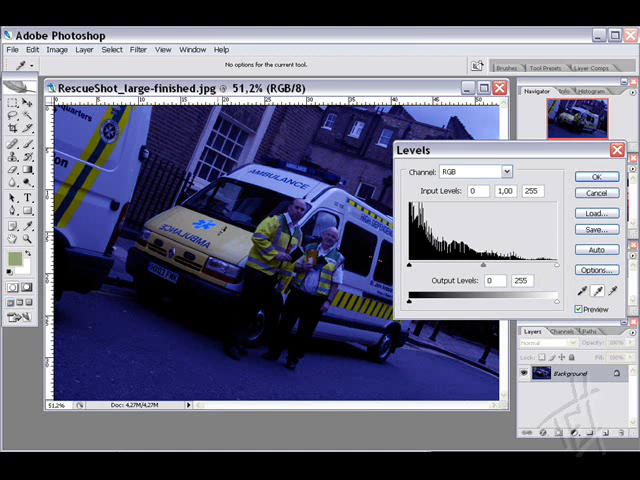 Adobe Photoshop
File Edit Image Layer Select Filter View Window Help
No options for the current tool.
Brushes Tool Presets Layer Comps
RescueShot_large-finished.jpg @ 51,2% (RGB/8)
Navigator Info Histogram
quarters
AMBULANCE
Levels
Channel: RGB
OK
Input Levels: 0 1,00 255
Cancel
Load...
Save...
Auto
Output Levels: 0 255
Options...
Preview
Layers Channels Paths
Normal Opacity: 100%
Lock: Fill: 100%
Background
51,2% Doc: 4,27M/4,27M